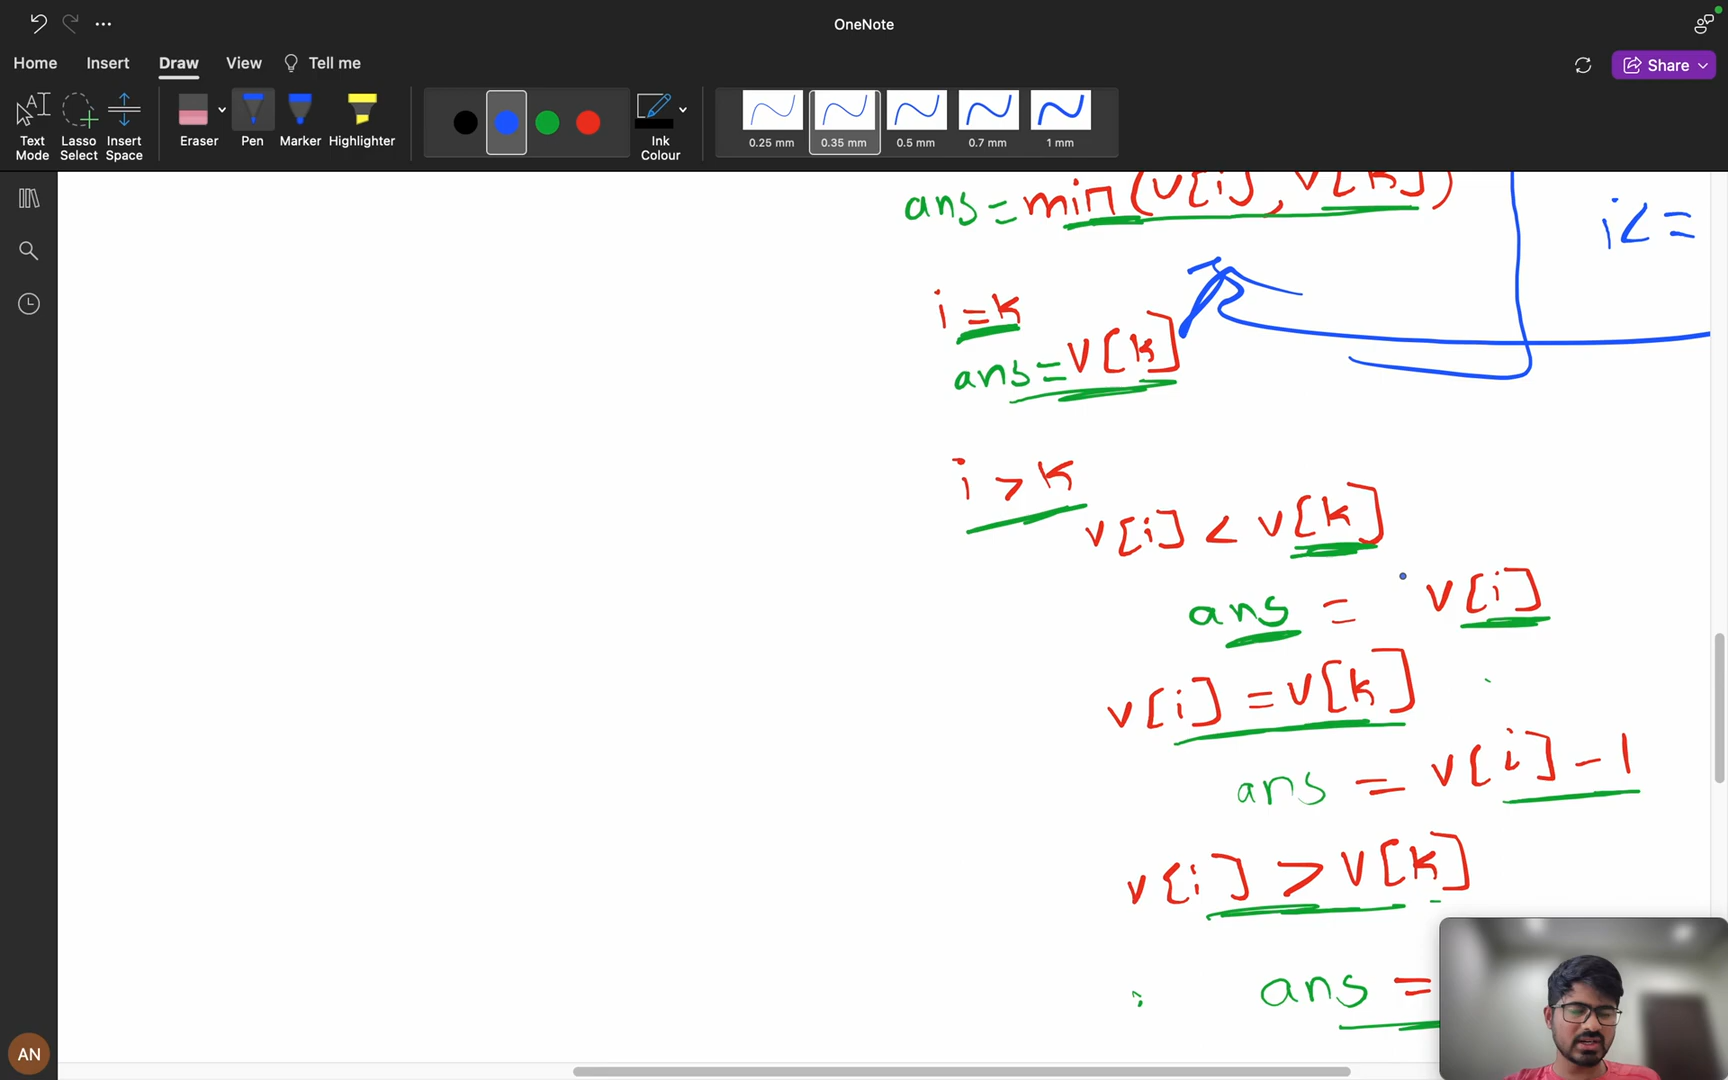 OneNote
Home Insert Draw View Tell me
Share
Text Mode
Lasso Select
Insert Space
Eraser
Pen
Marker
Highlighter
Ink Colour
0.25 mm
0.35 mm
0.5 mm
0.7 mm
1 mm
ans = min(v[i], v[k])
i <=
i = k
ans = v[k]
i > k
v[i] < v[k]
ans = v[i]
v[i] = v[k]
ans = v[i] - 1
v[i] > v[k]
ans =
AN